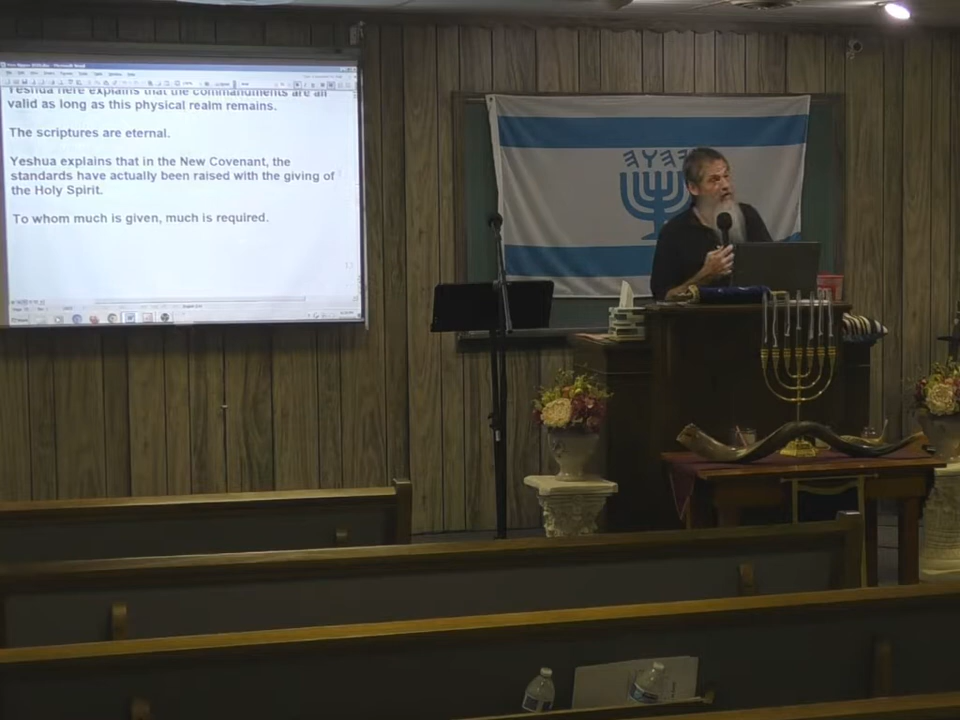 Yeshua here explains that the commandments are all
valid as long as this physical realm remains.
The scriptures are eternal.
Yeshua explains that in the New Covenant, the
standards have actually been raised with the giving of
the Holy Spirit.
To whom much is given, much is required.